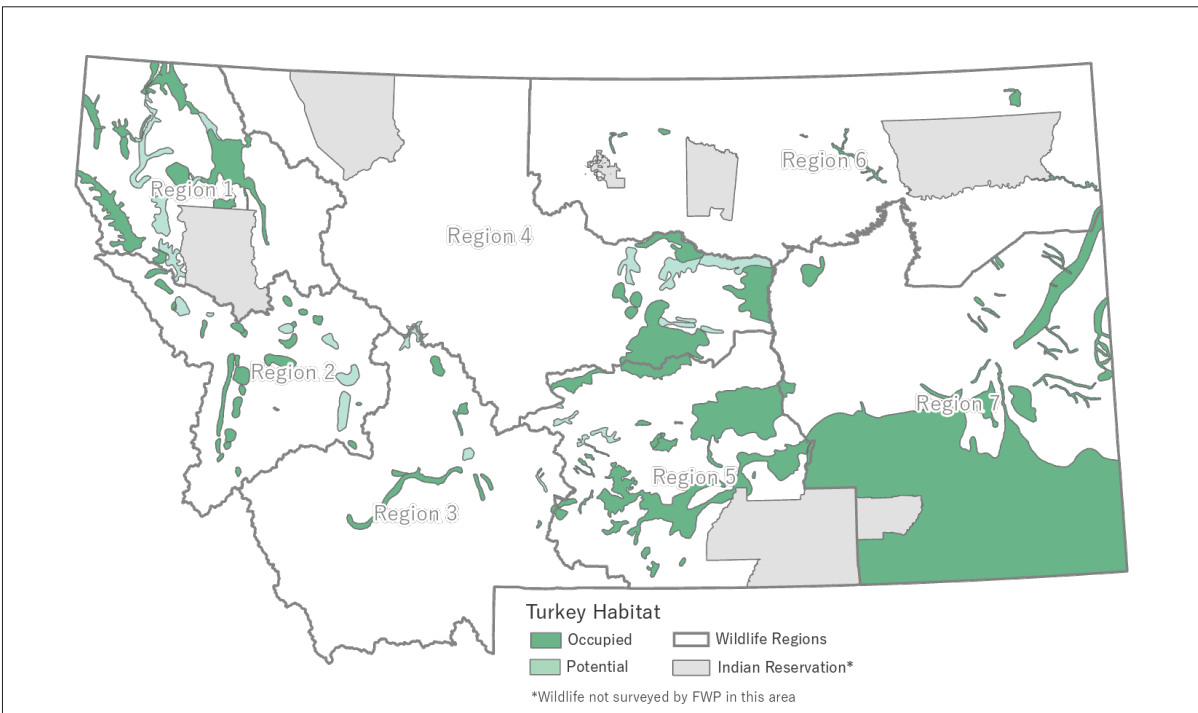 Region 6
Region 1
Region 4
Region 2
Region 7
Region 5
Region 3
Turkey Habitat
Occupied
Wildlife Regions
Potential
Indian Reservation*
*Wildlife not surveyed by FWP in this area